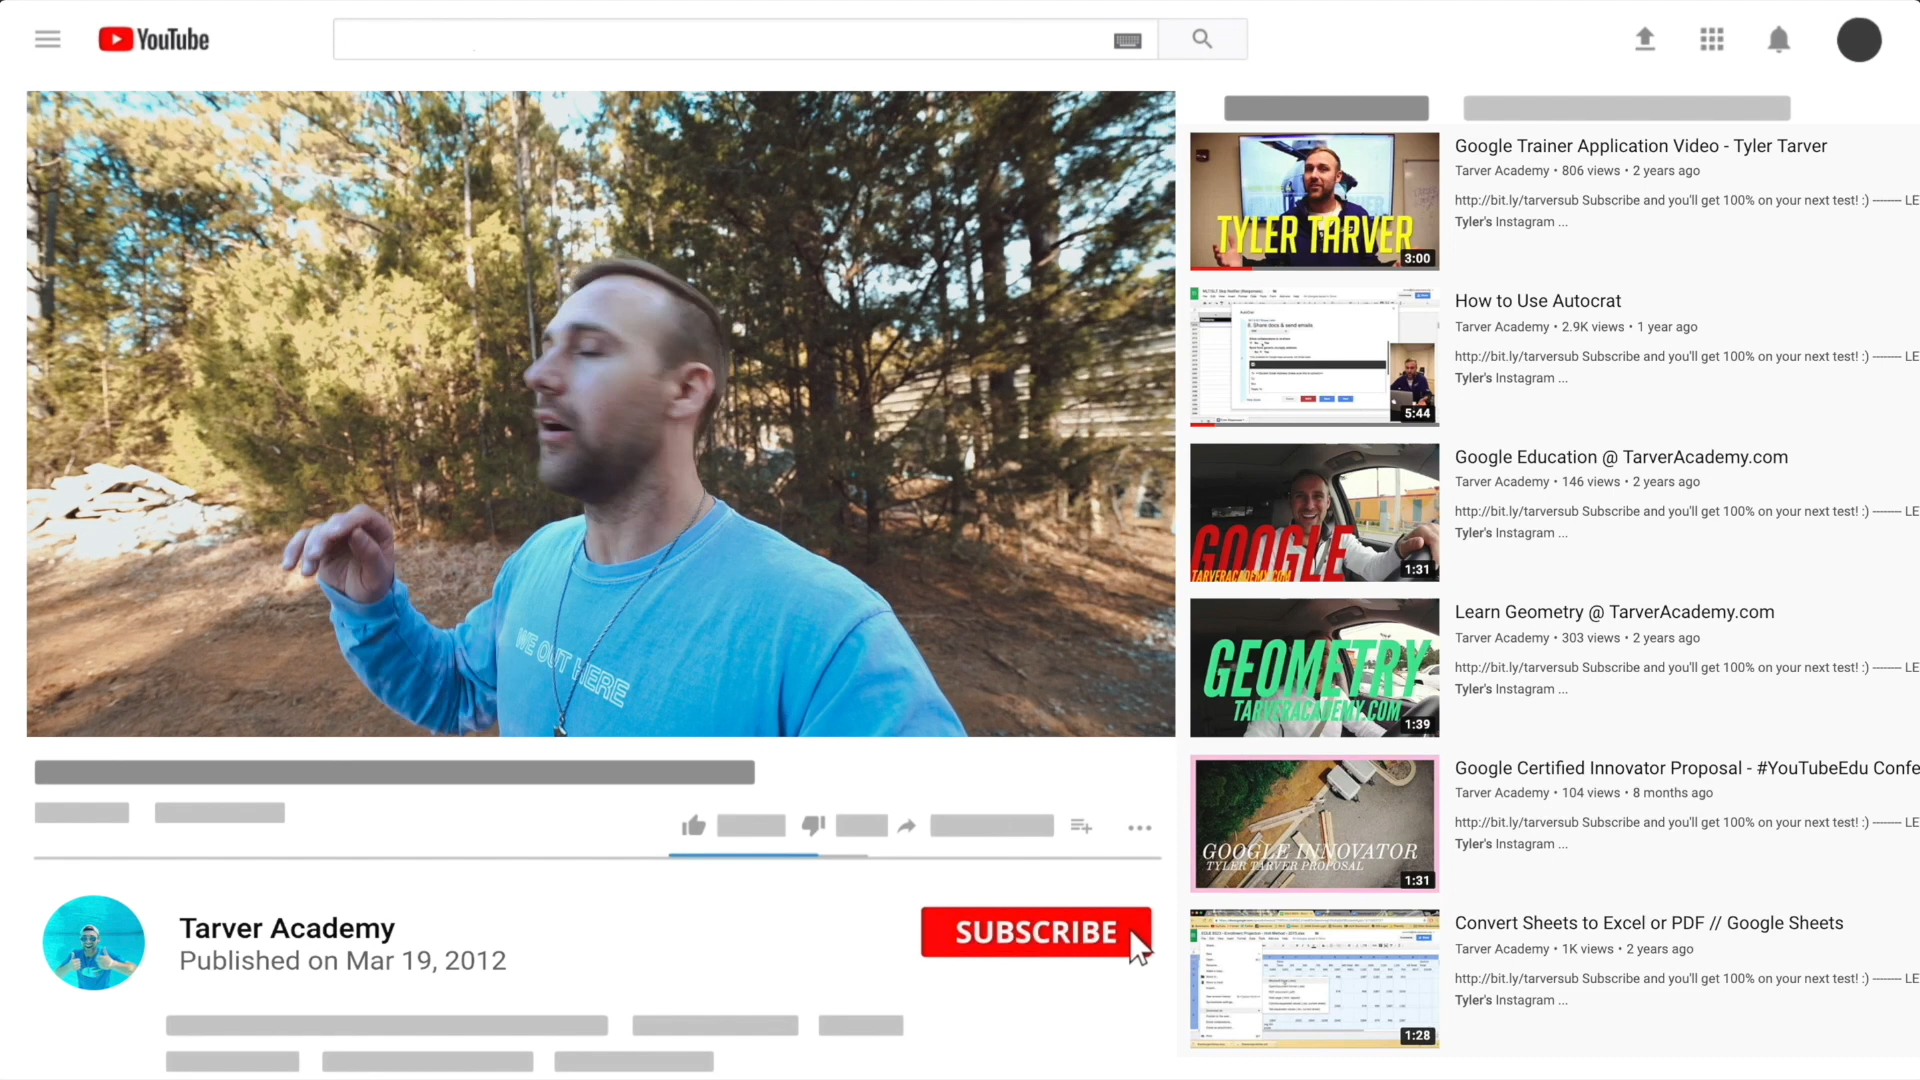 YouTube
WE OUT HERE
Tarver Academy
Published on Mar 19, 2012
SUBSCRIBE
TYLER TARVER
3:00
Google Trainer Application Video - Tyler Tarver
Tarver Academy • 806 views • 2 years ago
http://bit.ly/tarversub Subscribe and you'll get 100% on your next test! :) -------- LE
Tyler's Instagram ...
8. Share docs & send emails
5:44
How to Use Autocrat
Tarver Academy • 2.9K views • 1 year ago
http://bit.ly/tarversub Subscribe and you'll get 100% on your next test! :) -------- LE
Tyler's Instagram ...
GOOGLE
TARVERACADEMY.COM
1:31
Google Education @ TarverAcademy.com
Tarver Academy • 146 views • 2 years ago
http://bit.ly/tarversub Subscribe and you'll get 100% on your next test! :) -------- LE
Tyler's Instagram ...
GEOMETRY
TARVERACADEMY.COM
1:39
Learn Geometry @ TarverAcademy.com
Tarver Academy • 303 views • 2 years ago
http://bit.ly/tarversub Subscribe and you'll get 100% on your next test! :) -------- LE
Tyler's Instagram ...
GOOGLE INNOVATOR
TYLER TARVER PROPOSAL
1:31
Google Certified Innovator Proposal - #YouTubeEdu Confe
Tarver Academy • 104 views • 8 months ago
http://bit.ly/tarversub Subscribe and you'll get 100% on your next test! :) -------- LE
Tyler's Instagram ...
1:28
Convert Sheets to Excel or PDF // Google Sheets
Tarver Academy • 1K views • 2 years ago
http://bit.ly/tarversub Subscribe and you'll get 100% on your next test! :) -------- LE
Tyler's Instagram ...